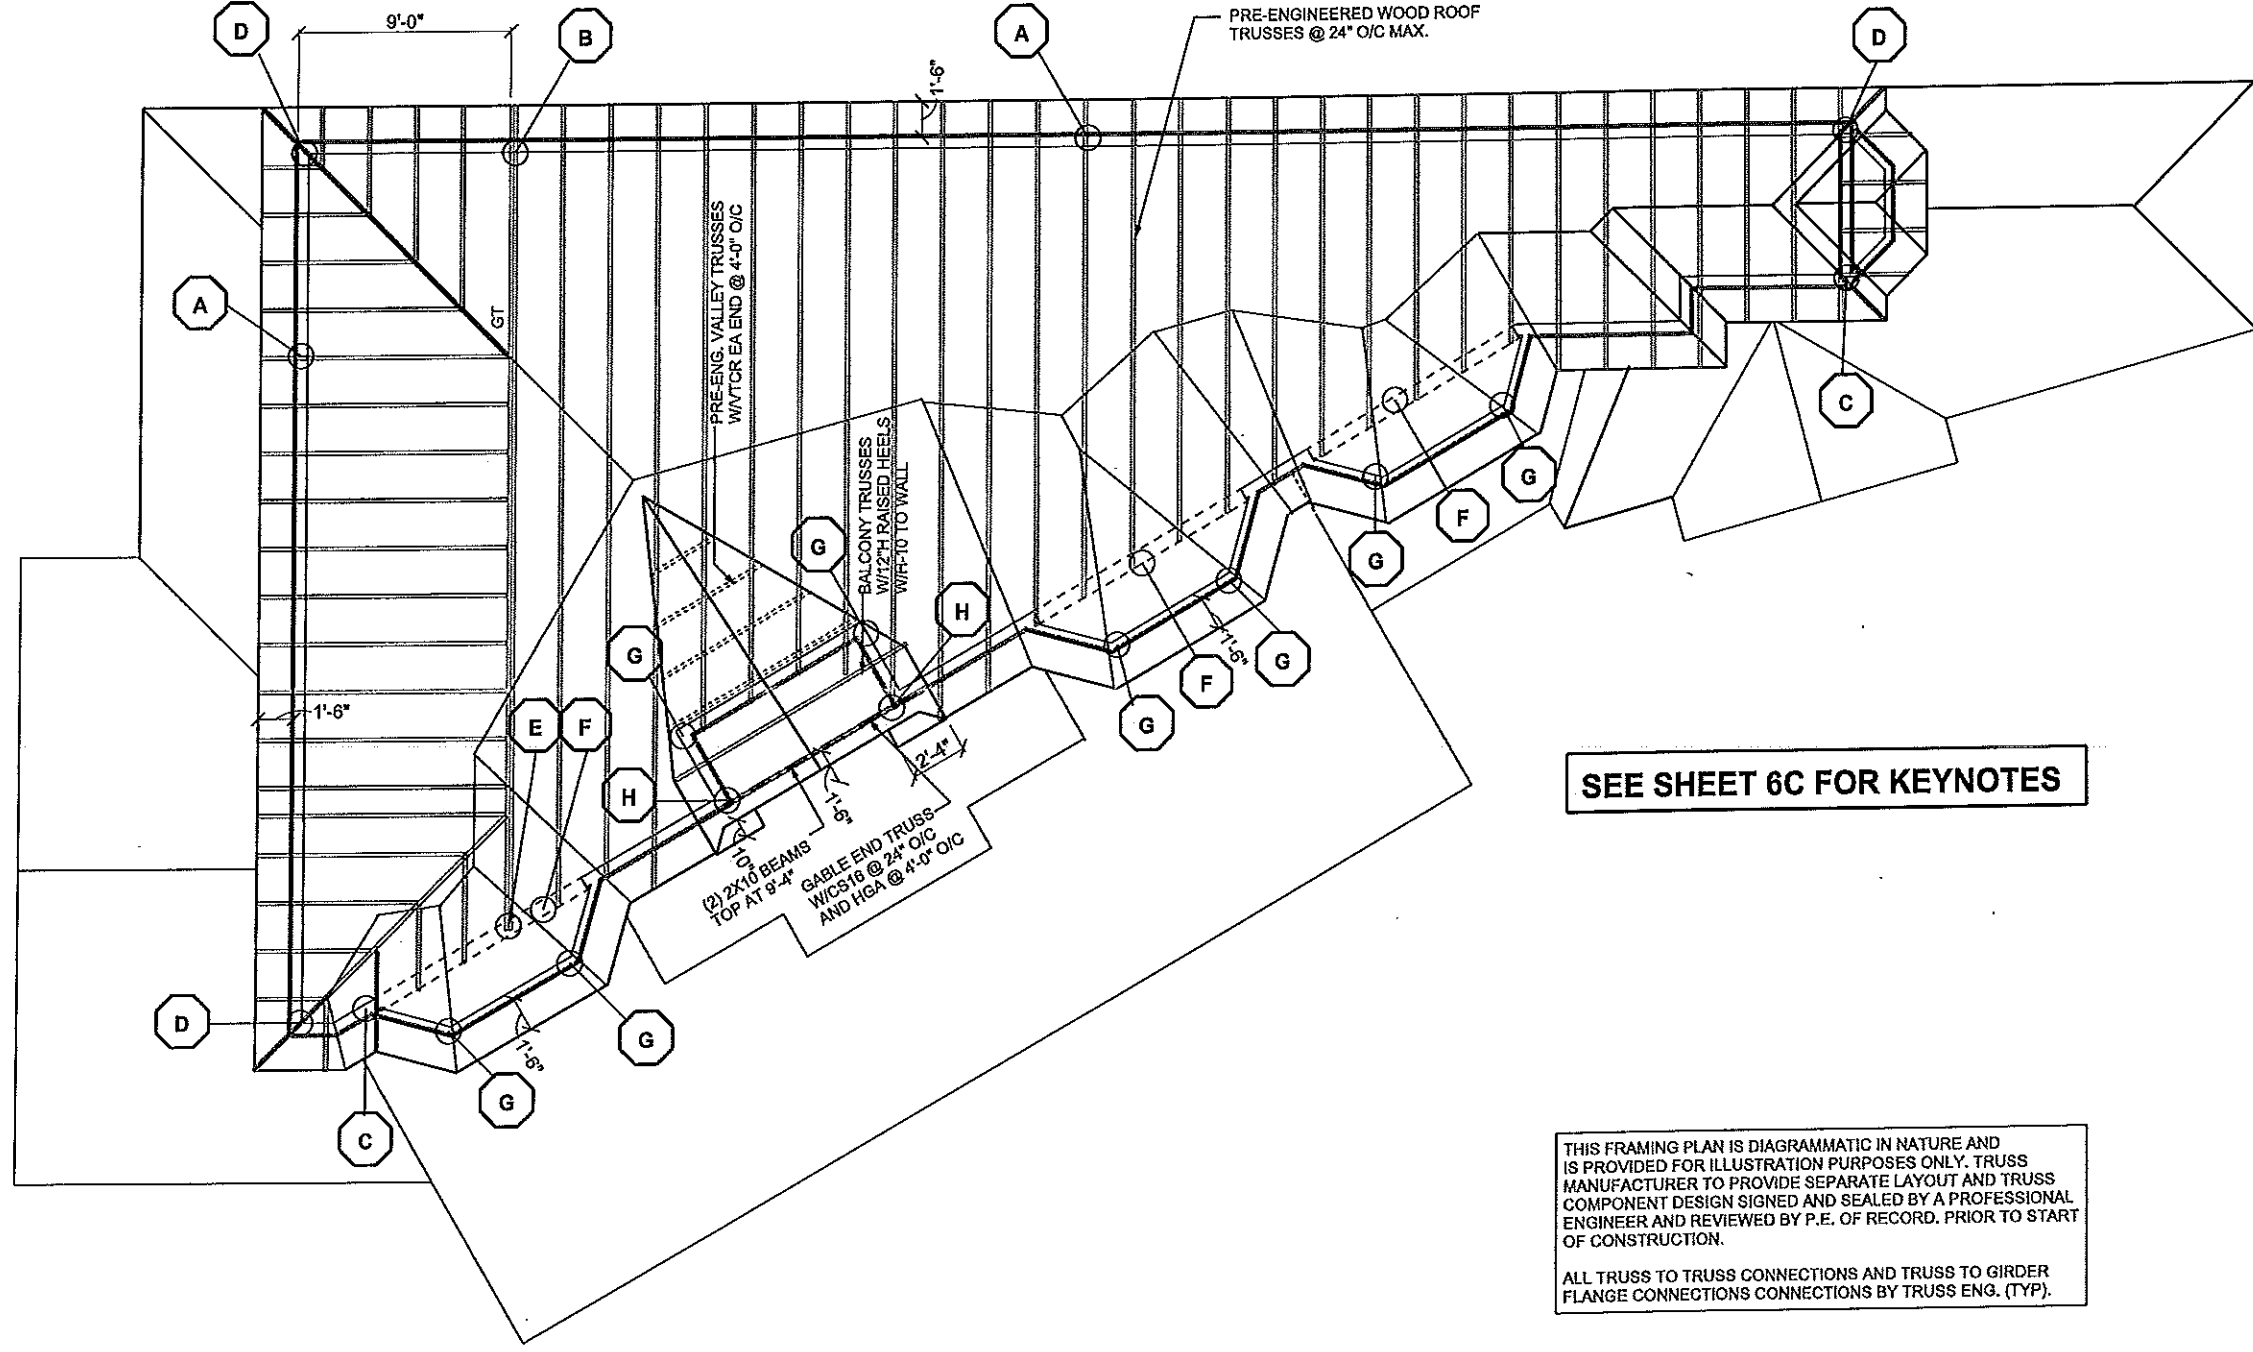 D
9'-0"
B
A
PRE-ENGINEERED WOOD ROOF
TRUSSES @ 24" O/C MAX.
D
1'-6"
A
GT
PRE-ENG. VALLEY TRUSSES
W/VTCR EA END @ 4'-0" O/C
BALCONY TRUSSES
W/12"H RAISED HEELS
W/H-10 TO WALL
C
G
F
G
G
H
G
G
F
1'-6"
G
1'-6"
E
F
H
2'-4"
1'-6"
10"
(2) 2X10 BEAMS
TOP AT 9'-4"
GABLE END TRUSS
W/CS16 @ 24" O/C
AND HGA @ 4'-0" O/C
SEE SHEET 6C FOR KEYNOTES
D
G
1'-6"
G
C
THIS FRAMING PLAN IS DIAGRAMMATIC IN NATURE AND
IS PROVIDED FOR ILLUSTRATION PURPOSES ONLY. TRUSS
MANUFACTURER TO PROVIDE SEPARATE LAYOUT AND TRUSS
COMPONENT DESIGN SIGNED AND SEALED BY A PROFESSIONAL
ENGINEER AND REVIEWED BY P.E. OF RECORD. PRIOR TO START
OF CONSTRUCTION.
ALL TRUSS TO TRUSS CONNECTIONS AND TRUSS TO GIRDER
FLANGE CONNECTIONS CONNECTIONS BY TRUSS ENG. (TYP).